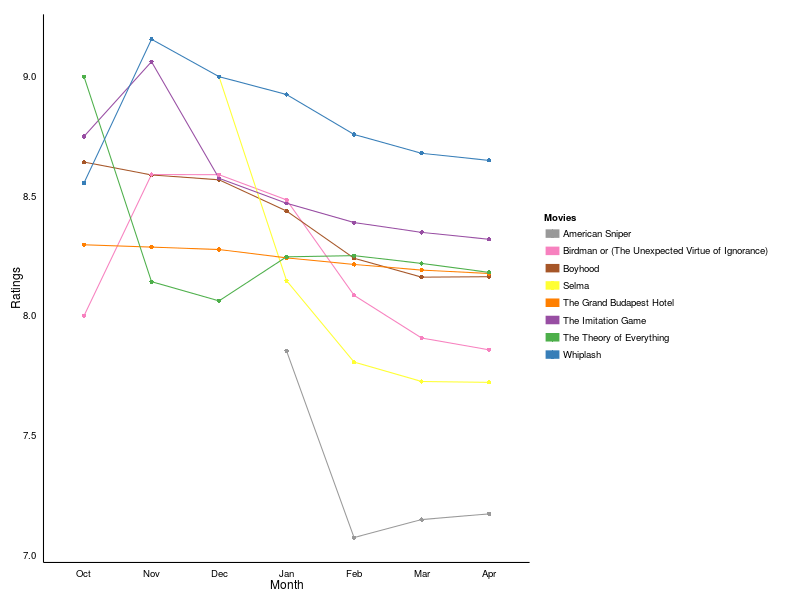 9.0
8.5
8.0
7.5
7.0
Ratings
Oct Nov Dec Jan Feb Mar Apr
Month
Movies
American Sniper
Birdman or (The Unexpected Virtue of Ignorance)
Boyhood
Selma
The Grand Budapest Hotel
The Imitation Game
The Theory of Everything
Whiplash